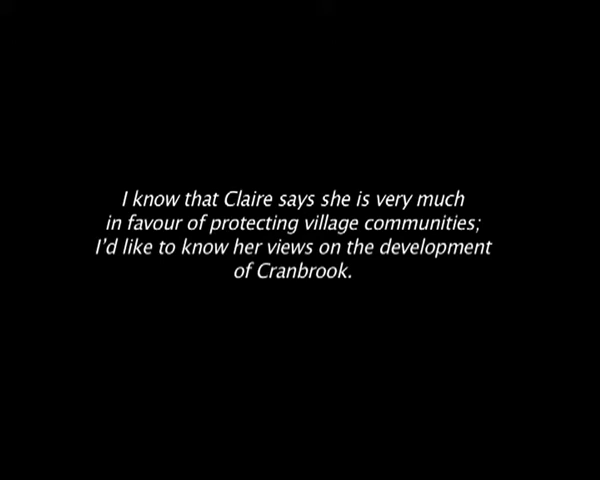 I know that Claire says she is very much
in favour of protecting village communities;
I'd like to know her views on the development
of Cranbrook.